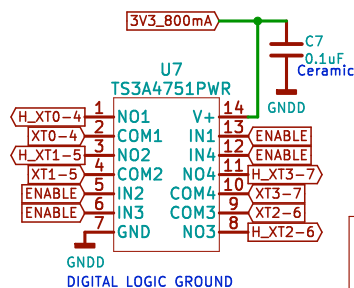 3V3_800mA
C7
0.1uF
Ceramic
GNDD
U7
TS3A4751PWR
H_XT0-4 1 NO1 V+ 14
XT0-4 2 COM1 IN1 13 ENABLE
H_XT1-5 3 NO2 IN4 12 ENABLE
XT1-5 4 COM2 NO4 11 H_XT3-7
ENABLE 5 IN2 COM4 10 XT3-7
ENABLE 6 IN3 COM3 9 XT2-6
7 GND NO3 8 H_XT2-6
GNDD
DIGITAL LOGIC GROUND